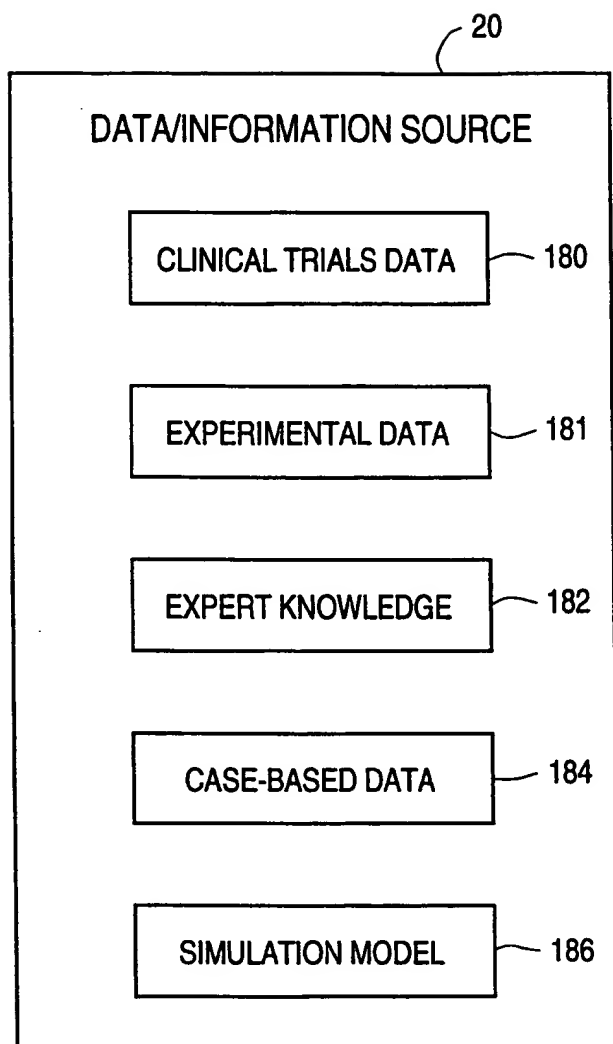 20
DATA/INFORMATION SOURCE
CLINICAL TRIALS DATA 180
EXPERIMENTAL DATA 181
EXPERT KNOWLEDGE 182
CASE-BASED DATA 184
SIMULATION MODEL 186